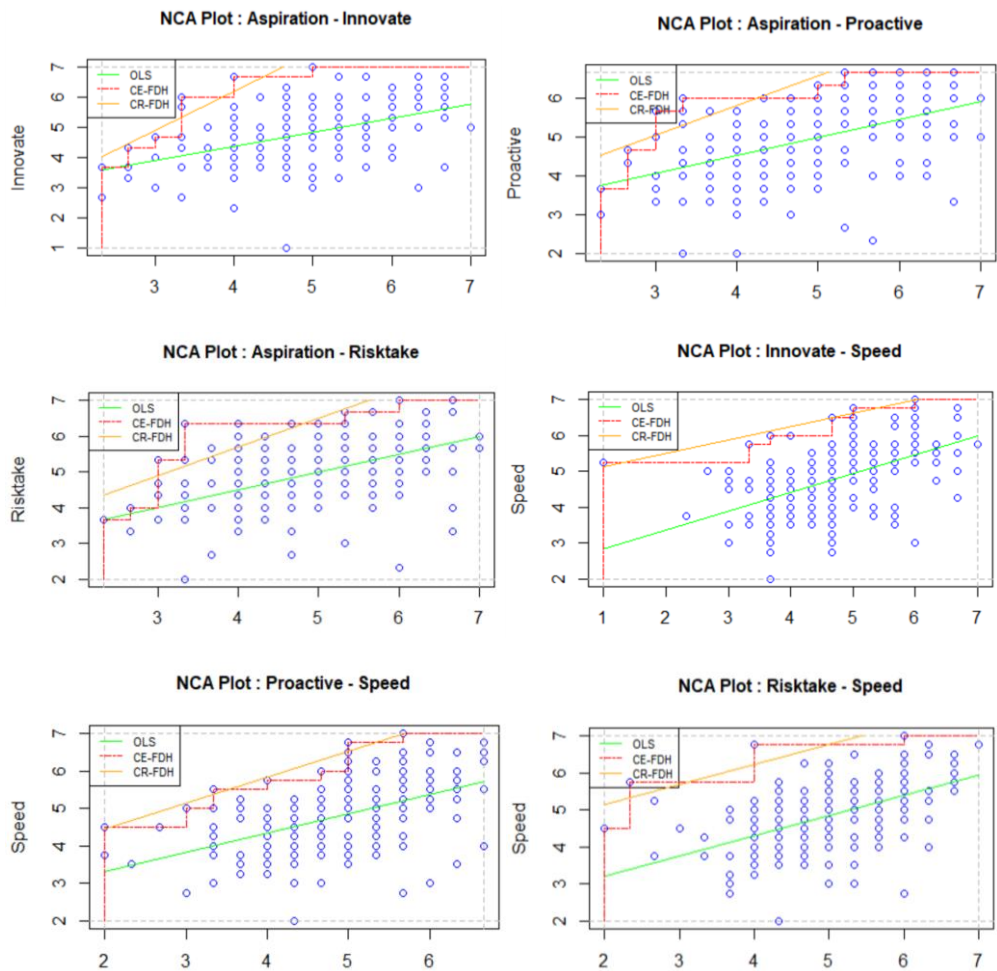 NCA Plot : Aspiration - Innovate
OLS
CE-FDH
CR-FDH
Innovate
7
6
5
4
3
2
1
3 4 5 6 7
NCA Plot : Aspiration - Proactive
OLS
CE-FDH
CR-FDH
Proactive
6
5
4
3
2
3 4 5 6 7
NCA Plot : Aspiration - Risktake
OLS
CE-FDH
CR-FDH
Risktake
7
6
5
4
3
2
3 4 5 6 7
NCA Plot : Innovate - Speed
OLS
CE-FDH
CR-FDH
Speed
7
6
5
4
3
2
1 2 3 4 5 6 7
NCA Plot : Proactive - Speed
OLS
CE-FDH
CR-FDH
Speed
7
6
5
4
3
2
2 3 4 5 6
NCA Plot : Risktake - Speed
OLS
CE-FDH
CR-FDH
Speed
7
6
5
4
3
2
2 3 4 5 6 7